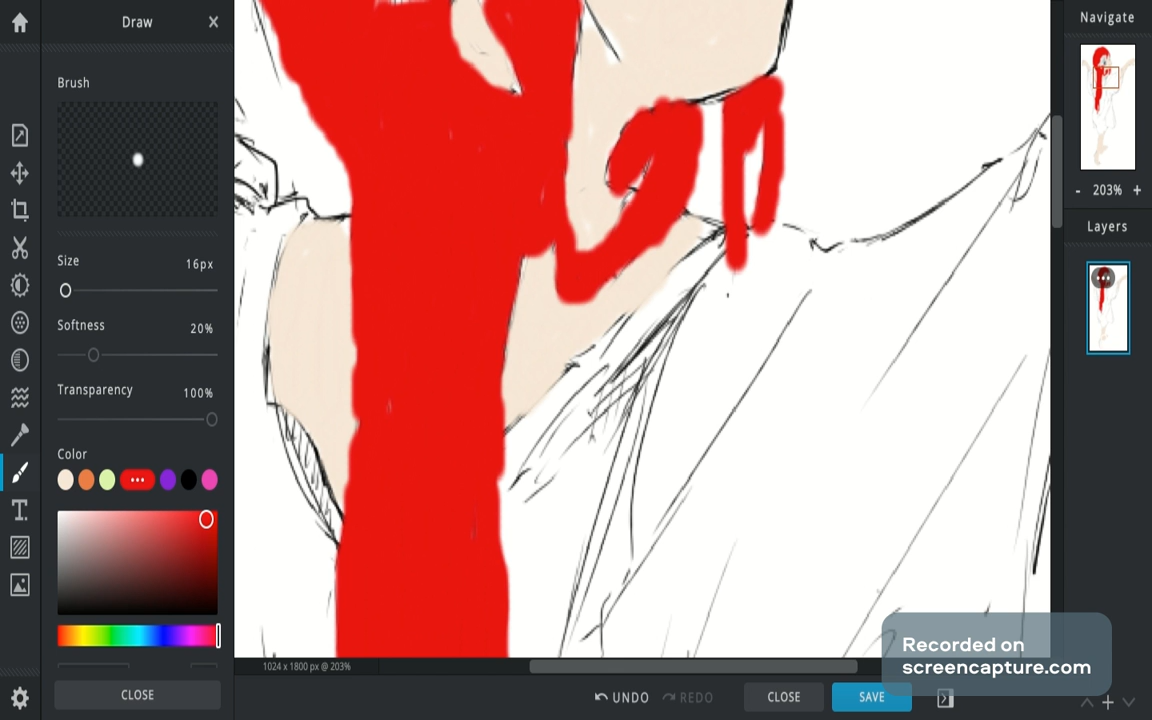 Draw
Brush
Size
16px
Softness
20%
Transparency
100%
Color
CLOSE
1024 x 1800 px @ 203%
UNDO
REDO
CLOSE
SAVE
Navigate
- 203% +
Layers
Recorded on
screencapture.com